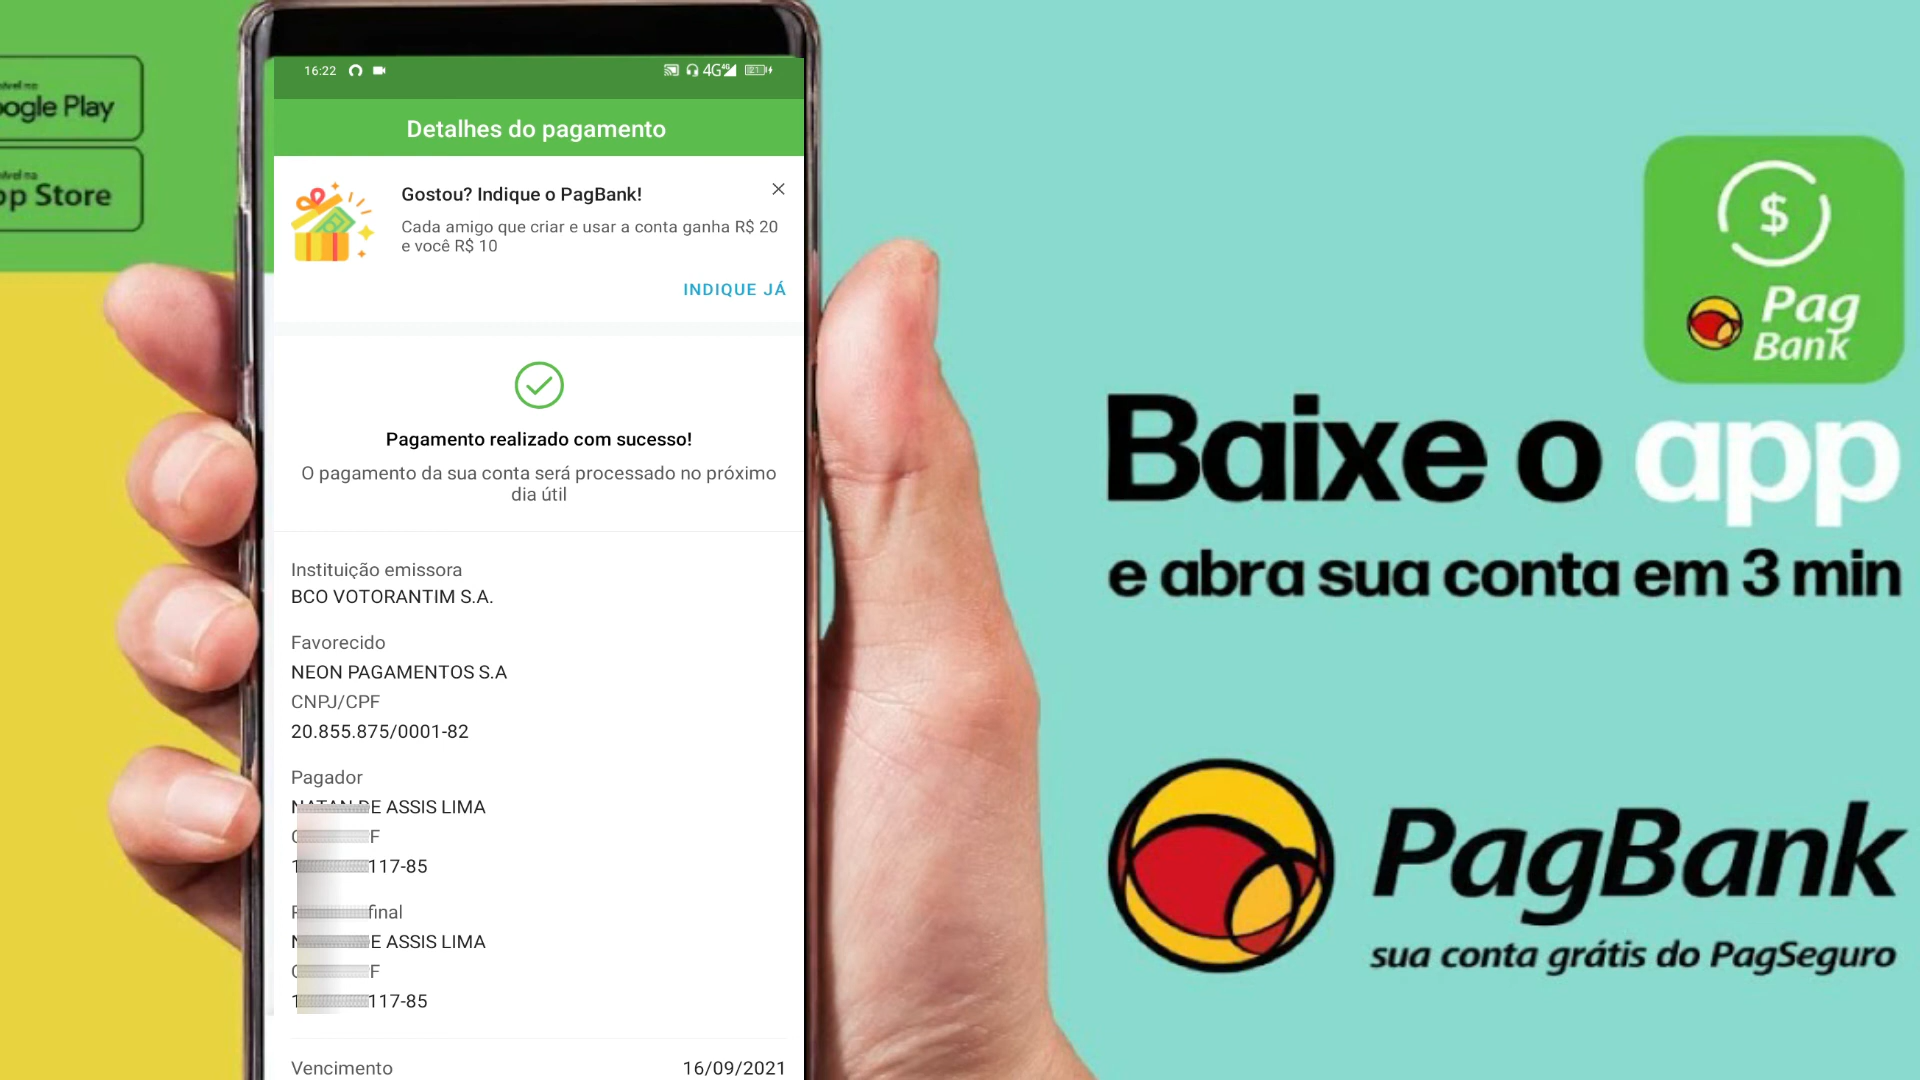 Google Play
App Store
16:22
4G
Detalhes do pagamento
Gostou? Indique o PagBank!
Cada amigo que criar e usar a conta ganha R$ 20
e você R$ 10
INDIQUE JÁ
Pagamento realizado com sucesso!
O pagamento da sua conta será processado no próximo
dia útil
Instituição emissora
BCO VOTORANTIM S.A.
Favorecido
NEON PAGAMENTOS S.A
CNPJ/CPF
20.855.875/0001-82
Pagador
DE ASSIS LIMA
117-85
final
ASSIS LIMA
117-85
Vencimento 16/09/2021
$
Pag
Bank
Baixe o app
e abra sua conta em 3 min
PagBank
sua conta grátis do PagSeguro